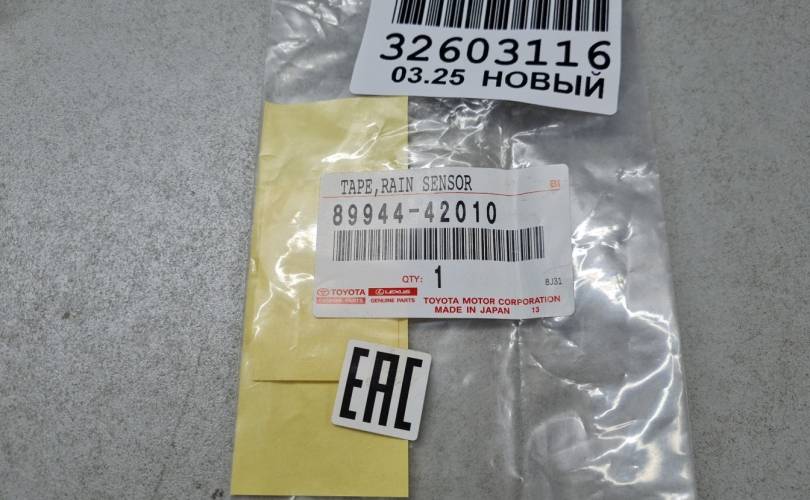 32603116
03.25 НОВЫЙ
TAPE,RAIN SENSOR
89944-42010
QTY: 1
8J31
TOYOTA LEXUS
GENUINE PARTS GENUINE PARTS
TOYOTA MOTOR CORPORATION
MADE IN JAPAN 13
EAC